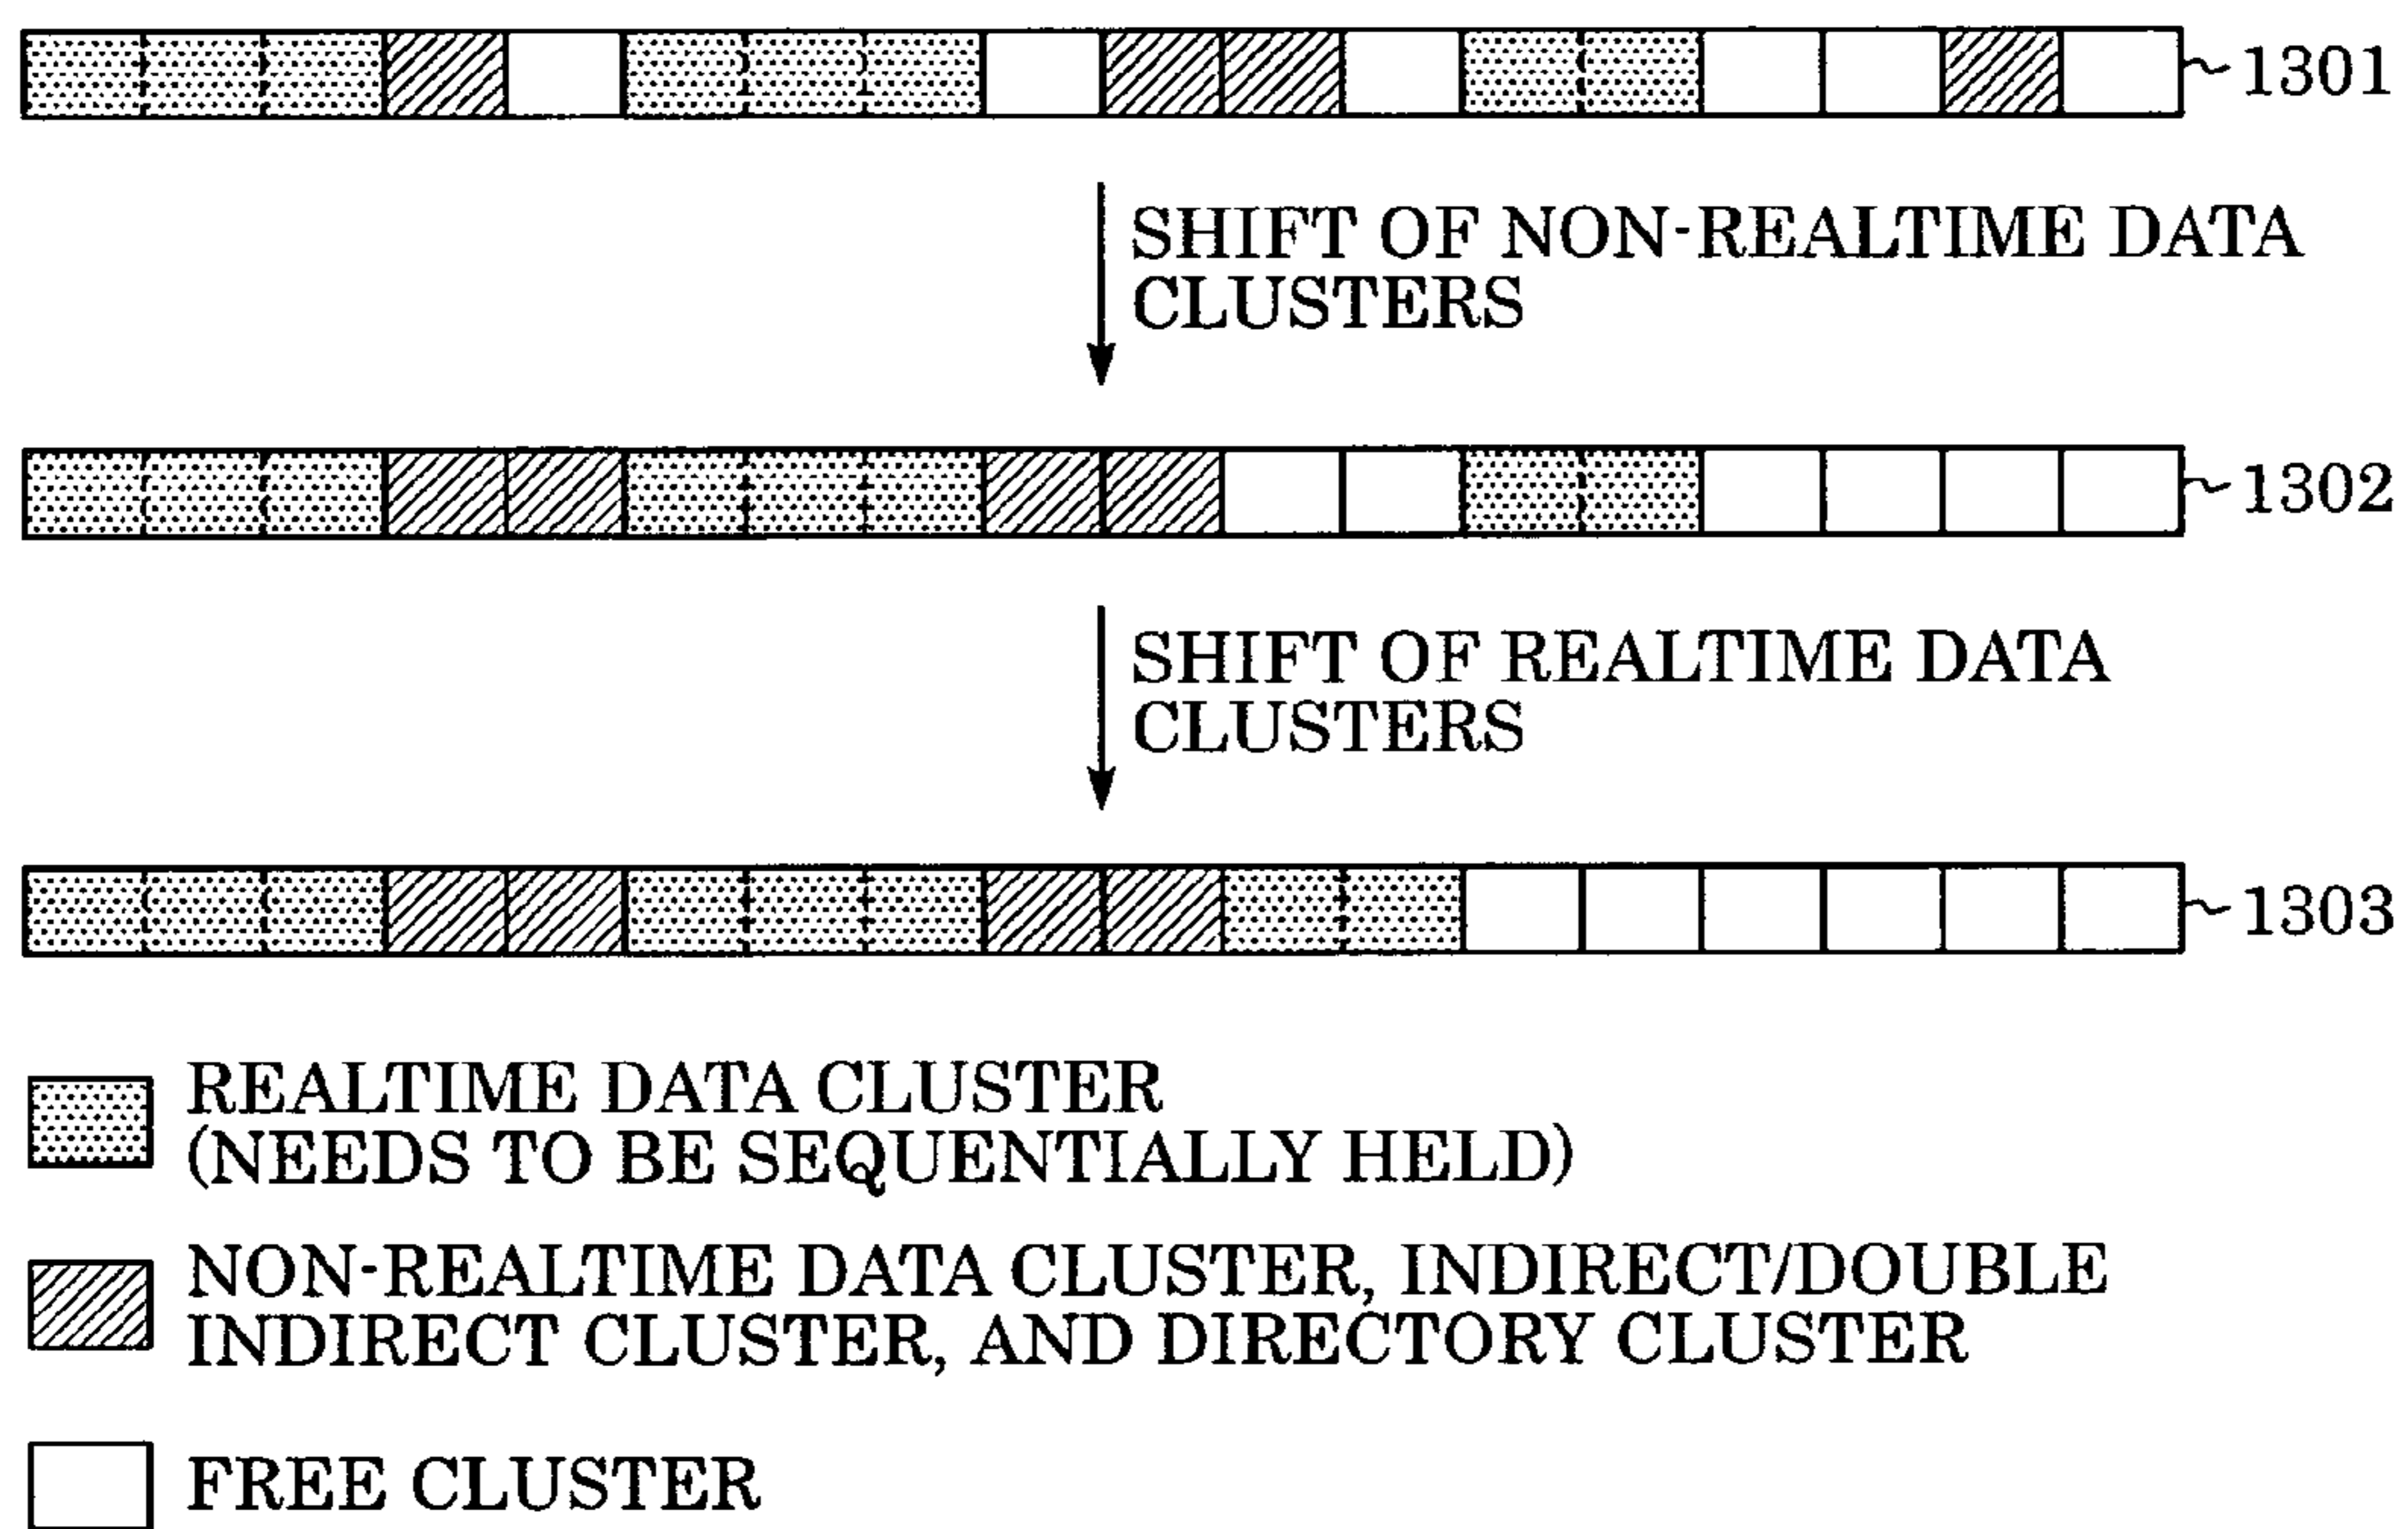 1301
SHIFT OF NON-REALTIME DATA
CLUSTERS
1302
SHIFT OF REALTIME DATA
CLUSTERS
1303
REALTIME DATA CLUSTER
(NEEDS TO BE SEQUENTIALLY HELD)
NON-REALTIME DATA CLUSTER, INDIRECT/DOUBLE
INDIRECT CLUSTER, AND DIRECTORY CLUSTER
FREE CLUSTER